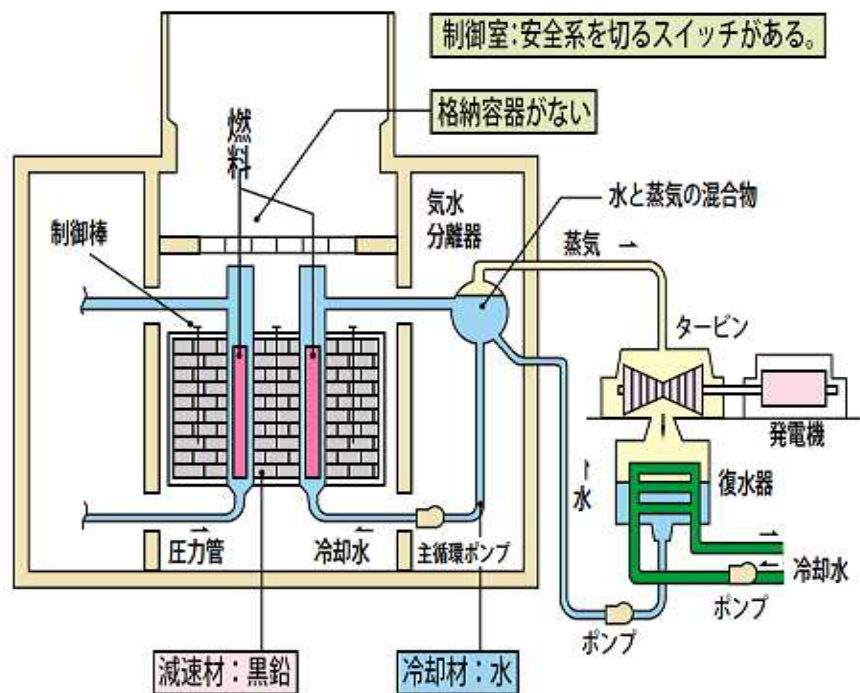 制御室:安全系を切るスイッチがある。
格納容器がない
燃料
気水
分離器
水と蒸気の混合物
制御棒
蒸気
タービン
発電機
復水器
水
圧力管
冷却水
主循環ポンプ
冷却水
ポンプ
ポンプ
減速材:黒鉛
冷却材:水